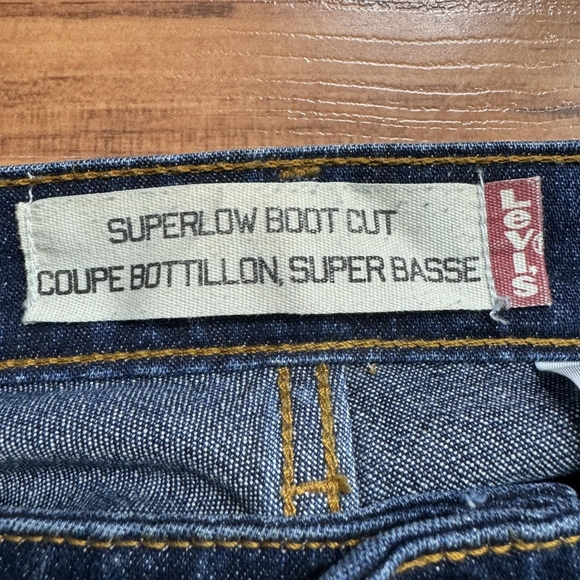 SUPERLOW BOOT CUT
COUPE BOTTILLON, SUPER BASSE
LEVI'S®